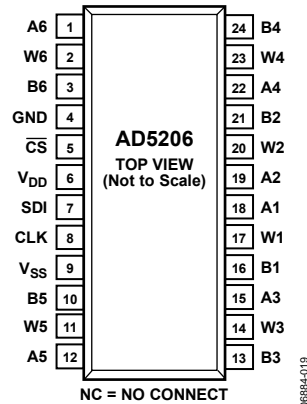 A6 1 24 B4
W6 2 23 W4
B6 3 22 A4
GND 4 21 B2
C̅S̅ 5 20 W2
VDD 6 19 A2
SDI 7 18 A1
CLK 8 17 W1
VSS 9 16 B1
B5 10 15 A3
W5 11 14 W3
A5 12 13 B3
AD5206
TOP VIEW
(Not to Scale)
NC = NO CONNECT
06884-019